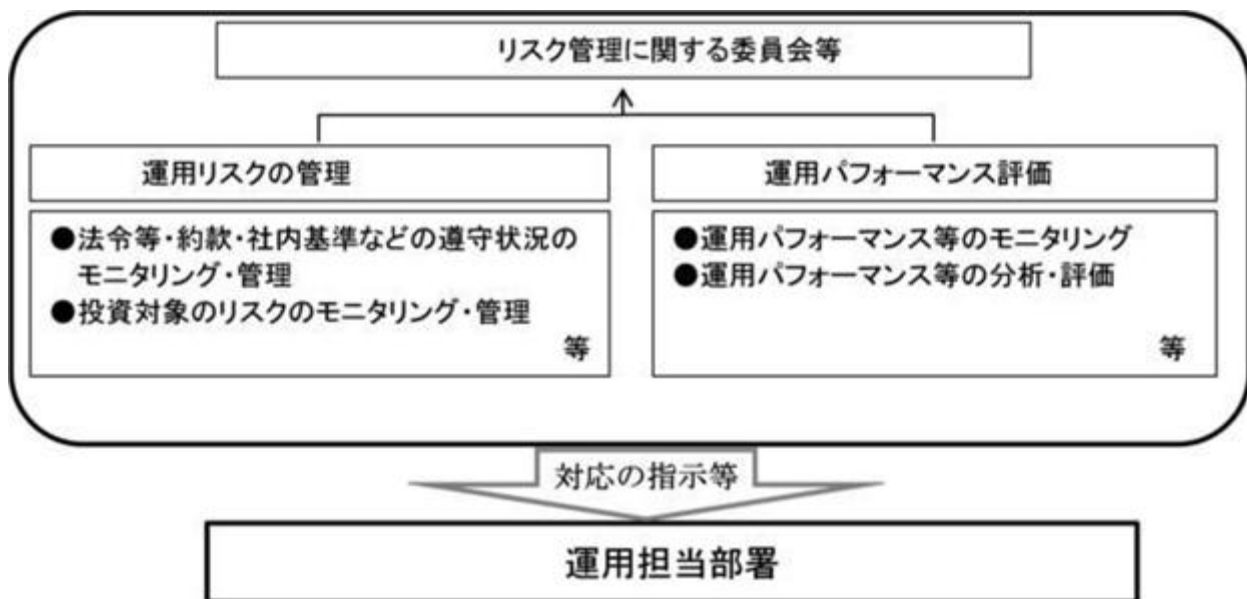 リスク管理に関する委員会等
運用リスクの管理
●法令等・約款・社内基準などの遵守状況の
モニタリング・管理
●投資対象のリスクのモニタリング・管理
等
運用パフォーマンス評価
●運用パフォーマンス等のモニタリング
●運用パフォーマンス等の分析・評価
等
対応の指示等
運用担当部署